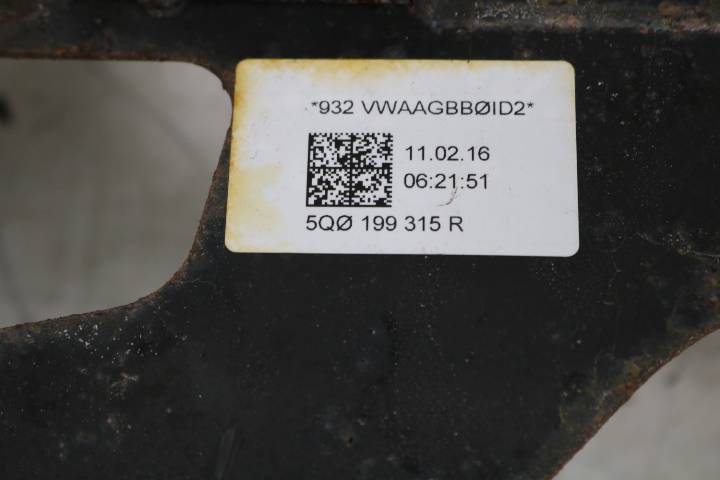 *932 VWAAGBBØID2*
11.02.16
06:21:51
5QØ 199 315 R